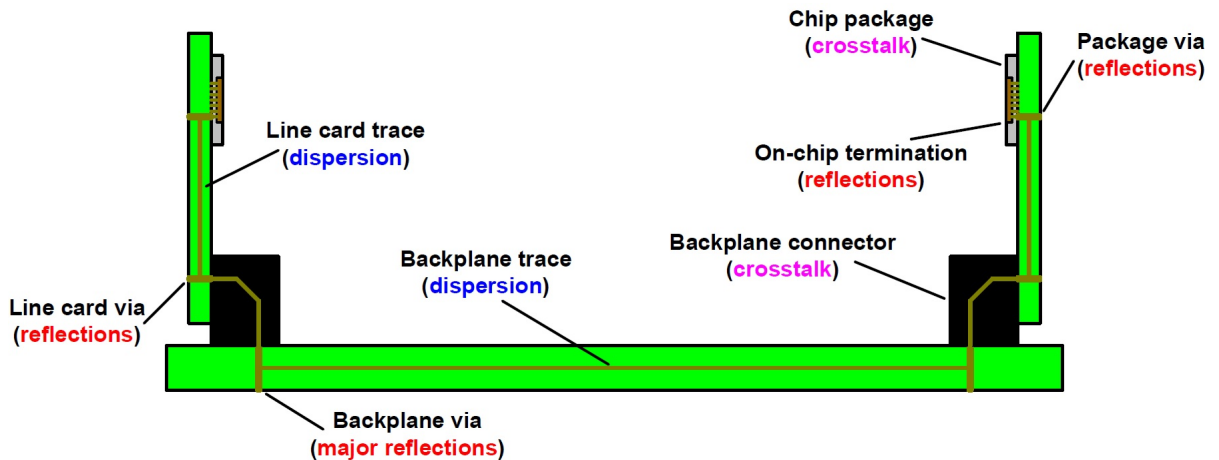 Chip package
(crosstalk)
Package via
(reflections)
Line card trace
(dispersion)
On-chip termination
(reflections)
Backplane trace
(dispersion)
Backplane connector
(crosstalk)
Line card via
(reflections)
Backplane via
(major reflections)